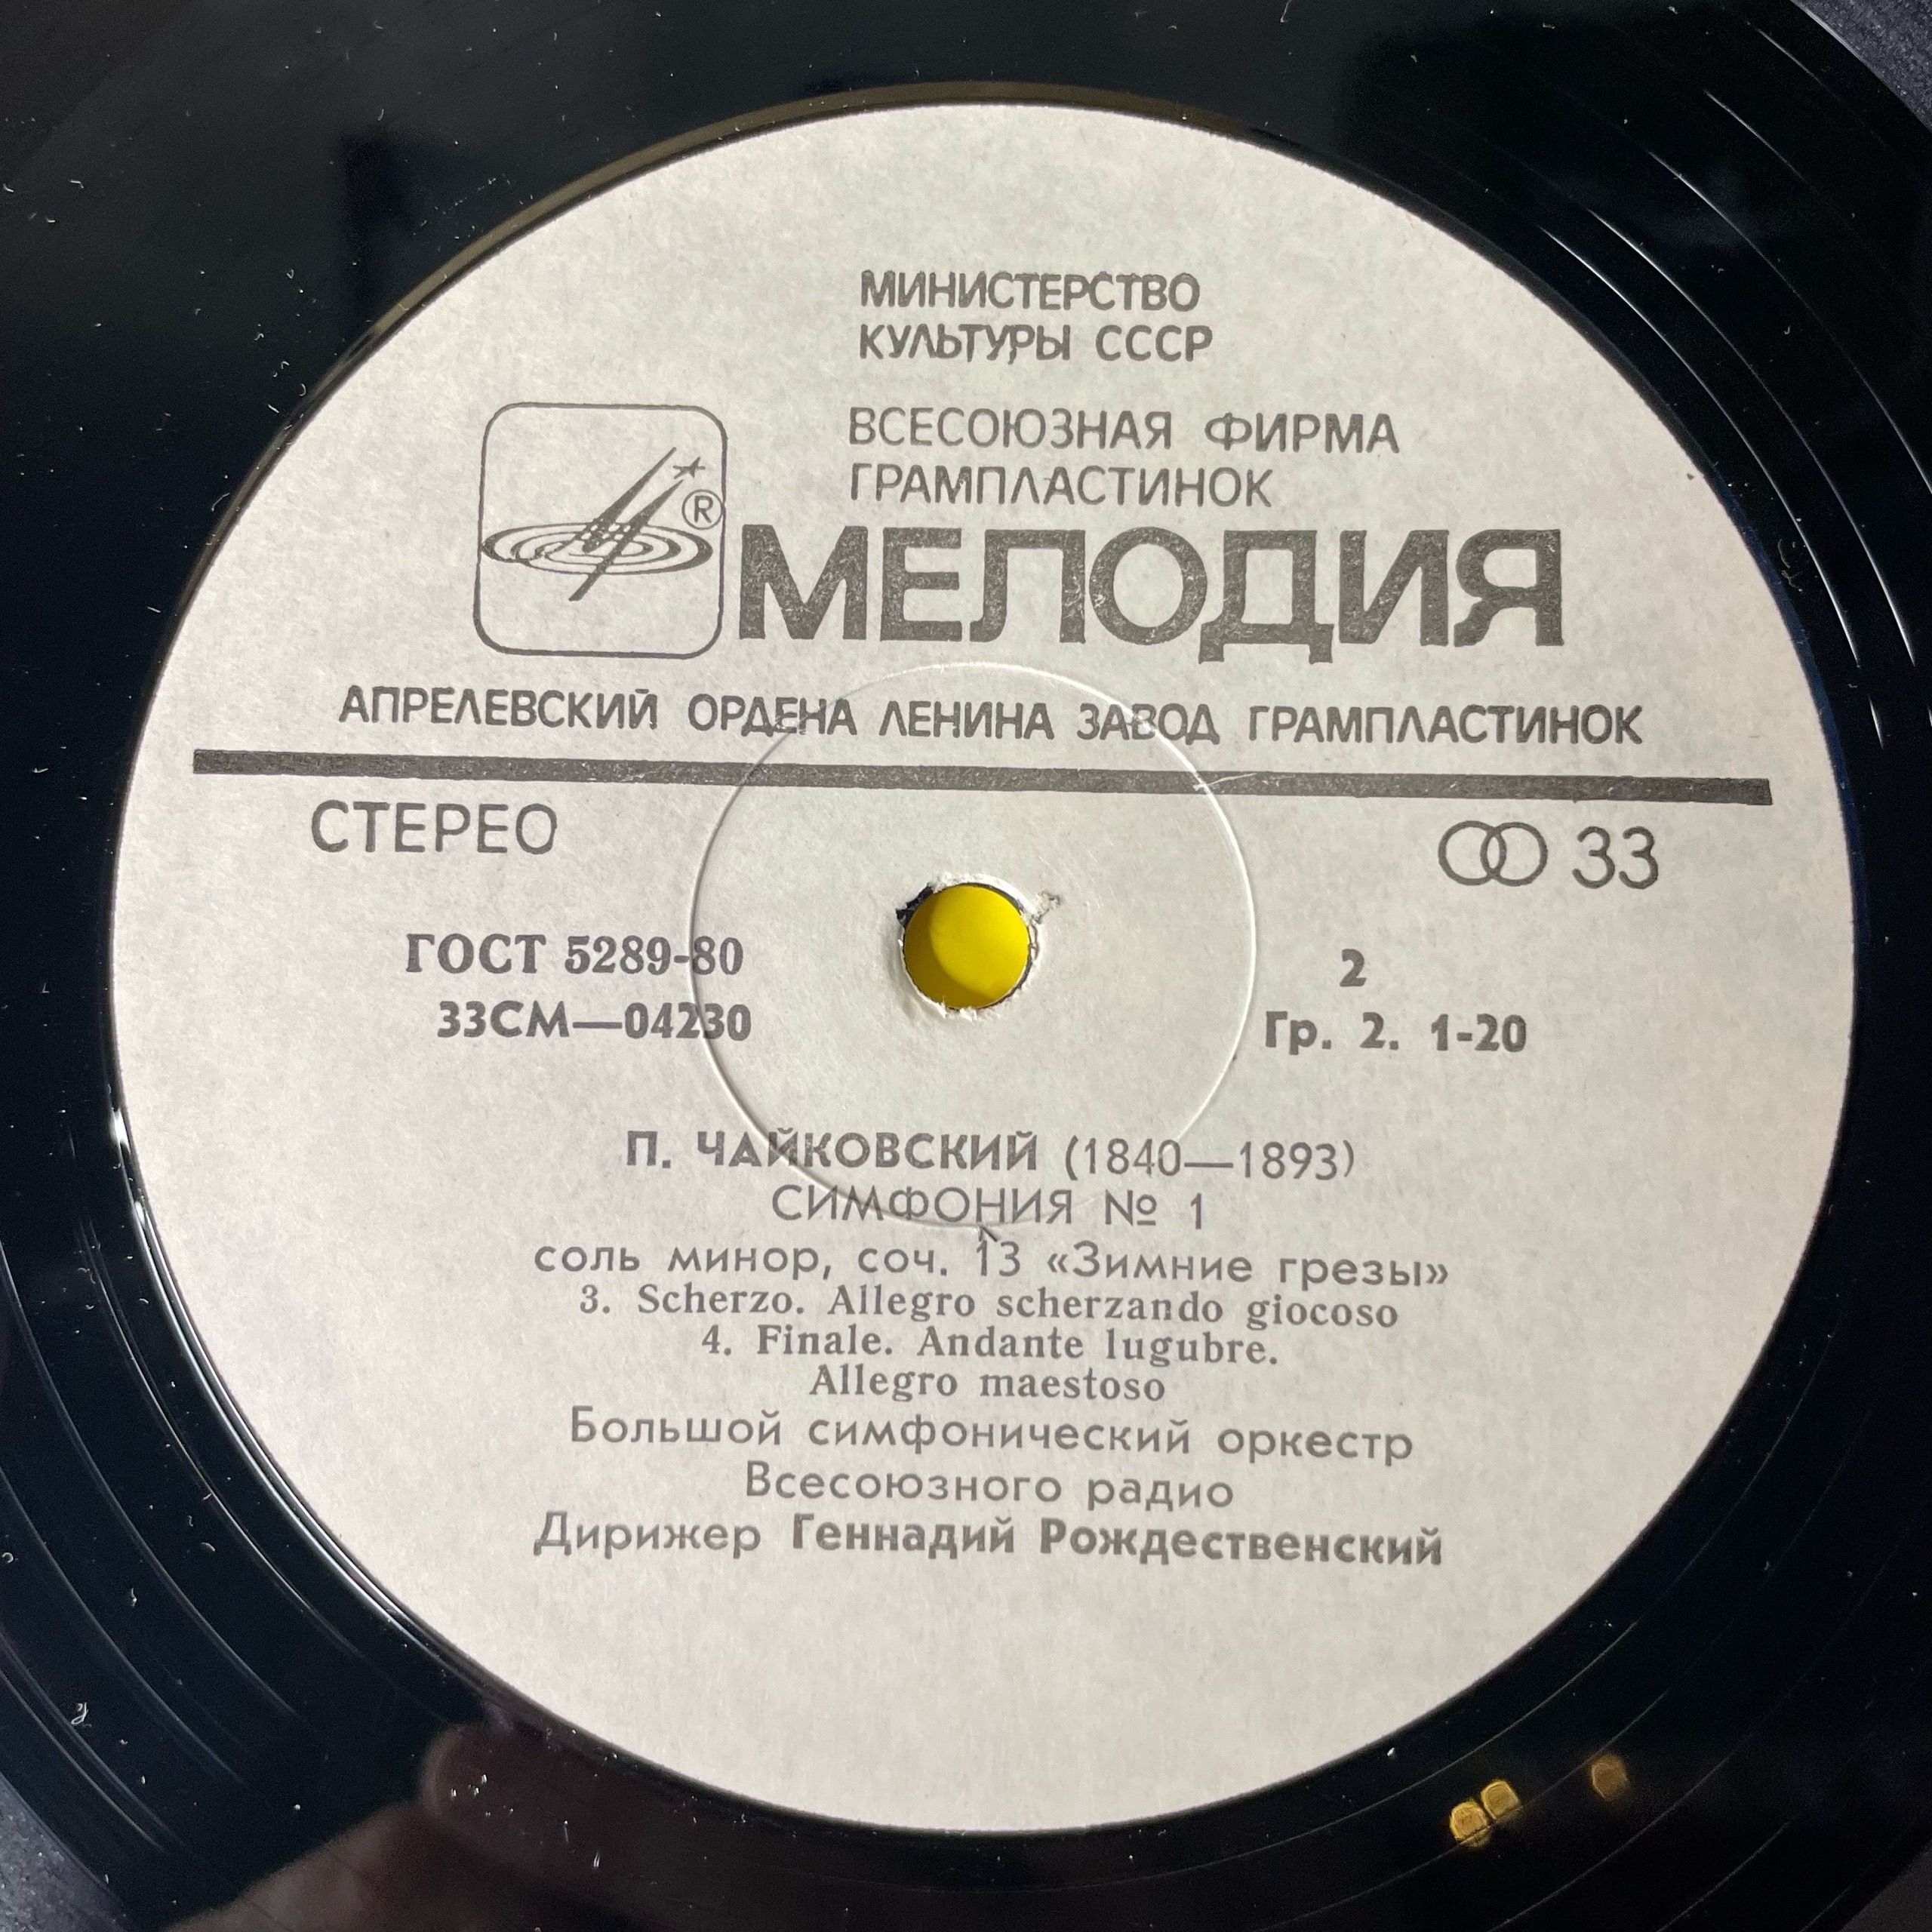 МИНИСТЕРСТВО
КУЛЬТУРЫ СССР
ВСЕСОЮЗНАЯ ФИРМА
ГРАМПЛАСТИНОК
®
МЕЛОДИЯ
АПРЕЛЕВСКИЙ ОРДЕНА ЛЕНИНА ЗАВОД ГРАМПЛАСТИНОК
СТЕРЕО 33
ГОСТ 5289-80 2
33СМ—04230 Гр. 2. 1-20
П. ЧАЙКОВСКИЙ (1840—1893)
СИМФОНИЯ № 1
соль минор, соч. 13 «Зимние грезы»
3. Scherzo. Allegro scherzando giocoso
4. Finale. Andante lugubre.
Allegro maestoso
Большой симфонический оркестр
Всесоюзного радио
Дирижер Геннадий Рождественский